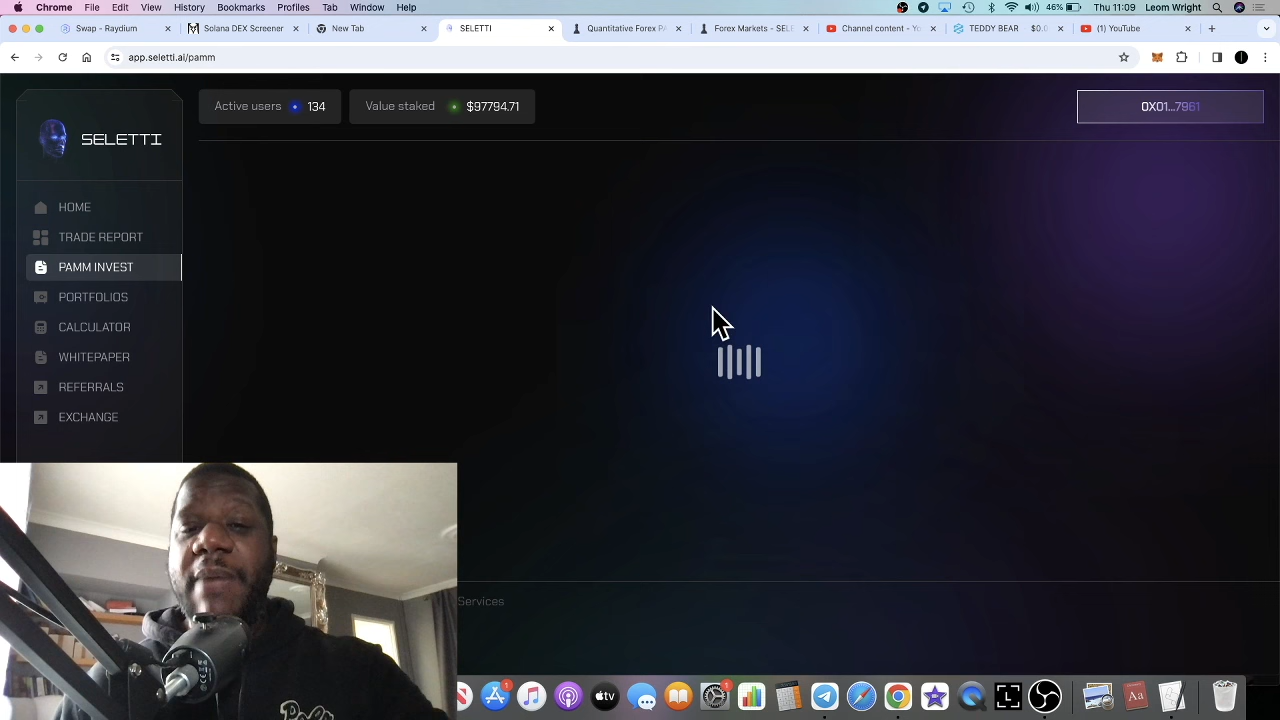 Chrome File Edit View History Bookmarks Profiles Tab Window Help
46% Thu 11:09 Leom Wright
Swap - Raydium
Solana DEX Screener
New Tab
SELETTI
Quantitative Forex PA
Forex Markets - SELE
Channel content - Yo
TEDDY BEAR - $0.0
(1) YouTube
app.seletti.ai/pamm
SELETTI
Active users 134
Value staked $97794.71
0X01...7961
HOME
TRADE REPORT
PAMM INVEST
PORTFOLIOS
CALCULATOR
WHITEPAPER
REFERRALS
EXCHANGE
Services